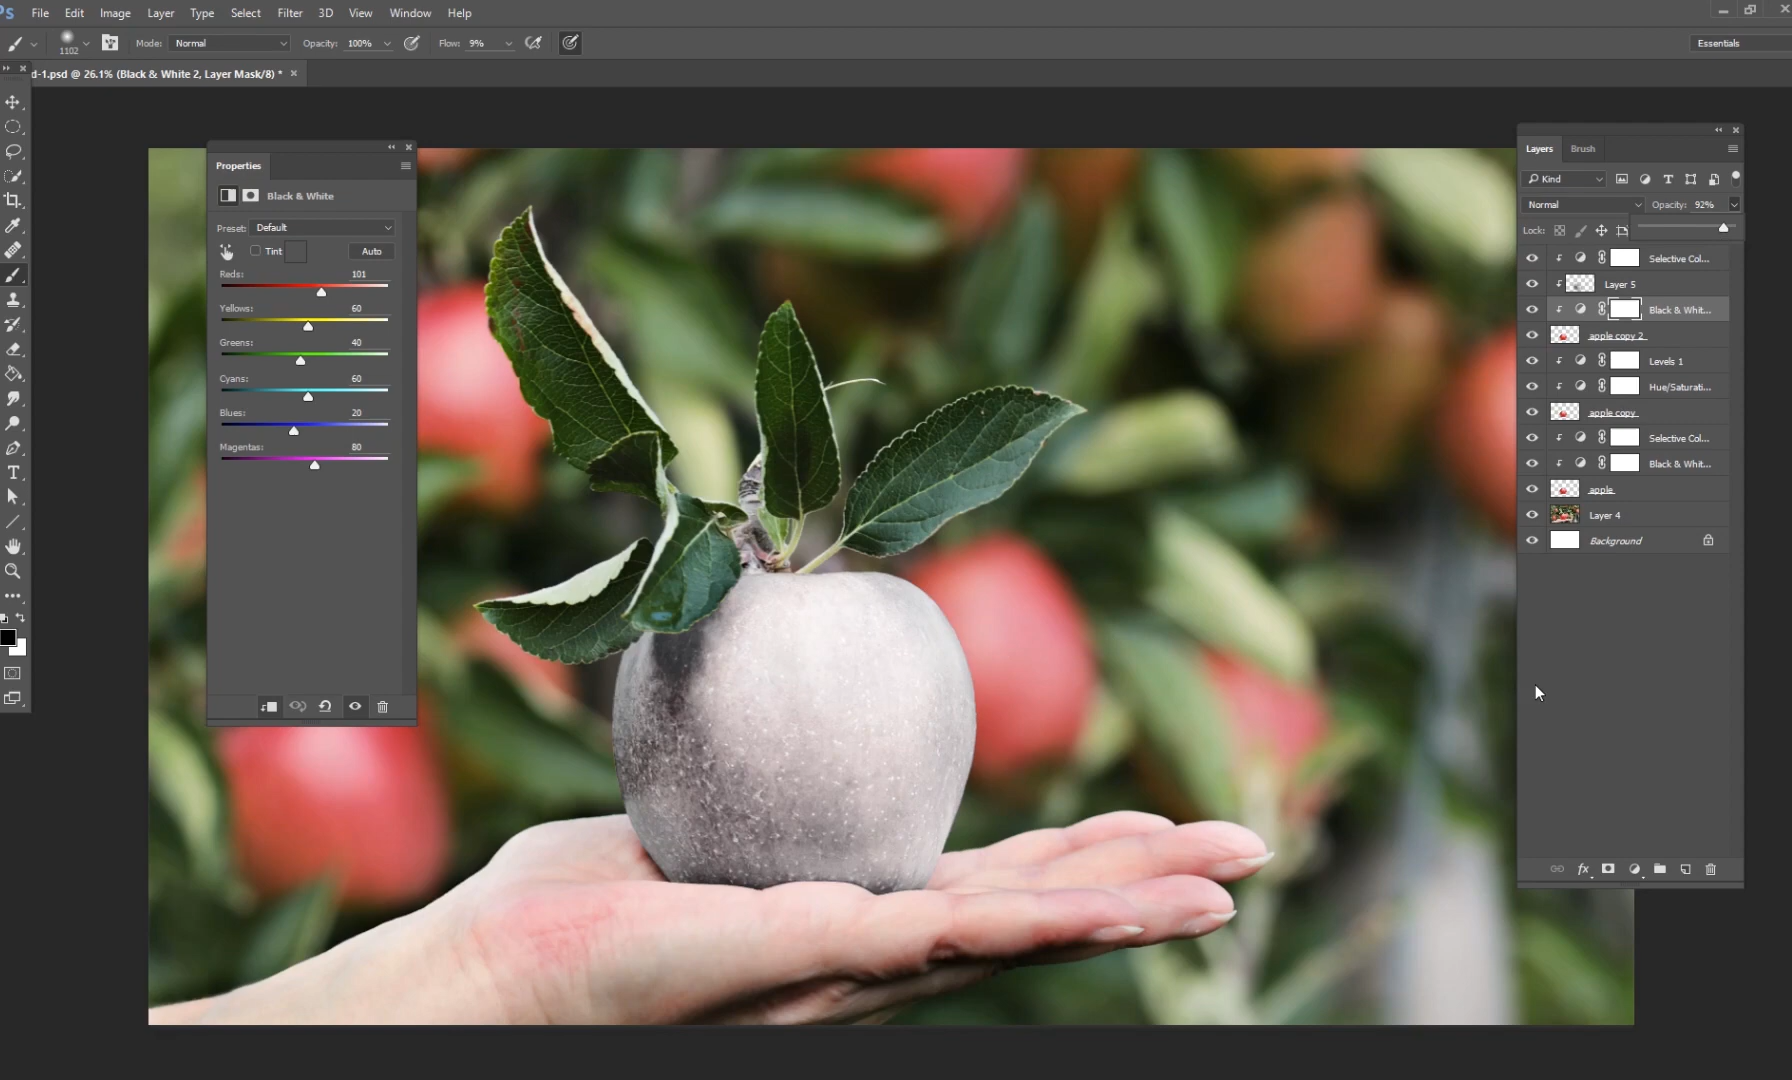 Ps File Edit Image Layer Type Select Filter 3D View Window Help
1102 Mode: Normal Opacity: 100% Flow: 9% Essentials
d-1.psd @ 26.1% (Black & White 2, Layer Mask/8) *
Properties
Black & White
Preset: Default
Tint Auto
Reds: 101
Yellows: 60
Greens: 40
Cyans: 60
Blues: 20
Magentas: 80
Layers Brush
Kind
Normal Opacity: 92%
Lock:
Selective Col...
Layer 5
Black & Whit...
apple copy 2
Levels 1
Hue/Saturati...
apple copy
Selective Col...
Black & Whit...
apple
Layer 4
Background
fx